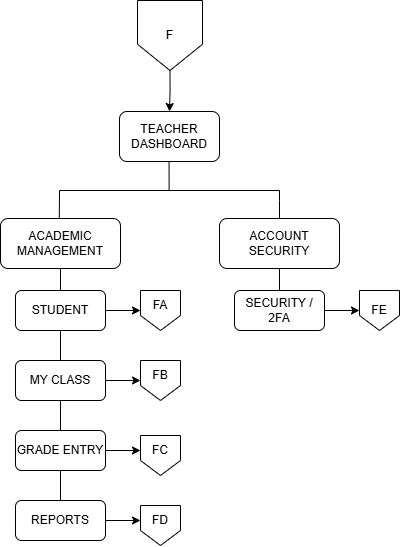 F
TEACHER
DASHBOARD
ACADEMIC
MANAGEMENT
ACCOUNT
SECURITY
STUDENT
FA
SECURITY /
2FA
FE
MY CLASS
FB
GRADE ENTRY
FC
REPORTS
FD